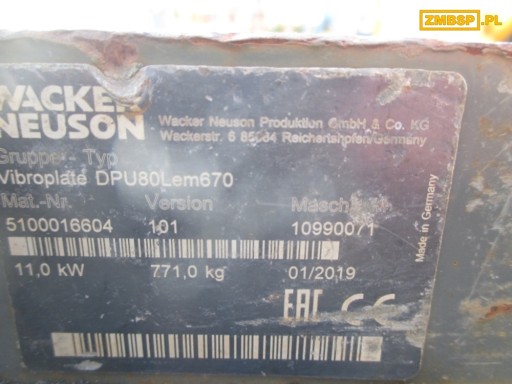 ZMBSP.PL
WACKER
NEUSON
Wacker Neuson Produktion GmbH & Co. KG
Wackerstr. 6 85084 Reichertshofen/Germany
Gruppe - Typ
Vibroplate DPU80Lem670
Mat.-Nr. Version
5100016604 101 10990071
11,0 kW 771,0 kg 01/2019
Made in Germany
EAC CE